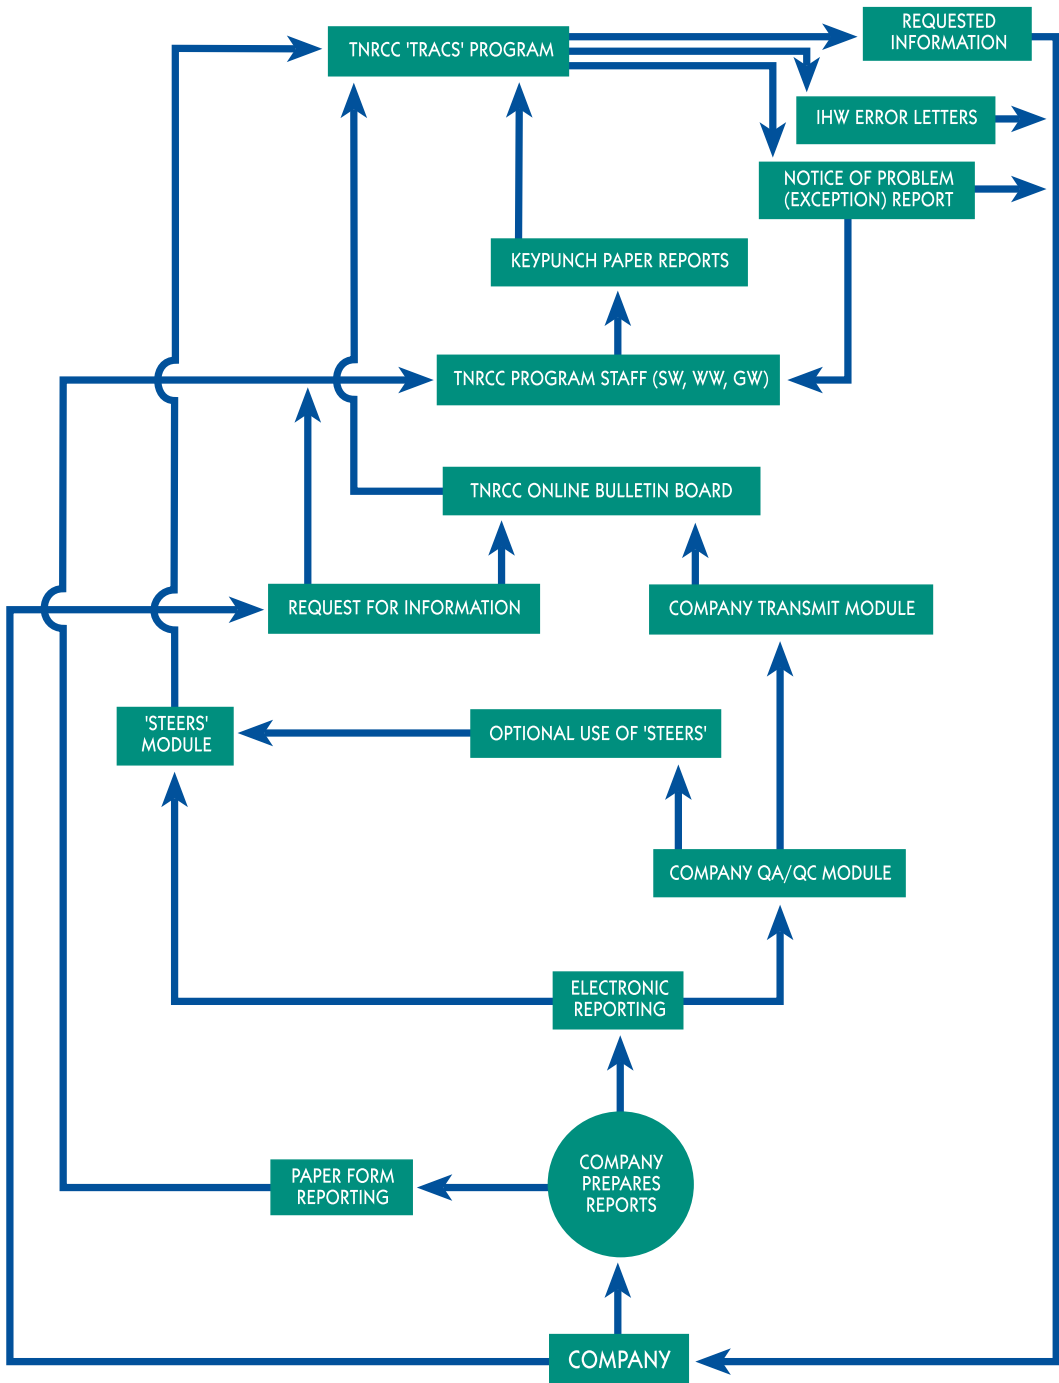 REQUESTED
INFORMATION
TNRCC 'TRACS' PROGRAM
IHW ERROR LETTERS
NOTICE OF PROBLEM
(EXCEPTION) REPORT
KEYPUNCH PAPER REPORTS
TNRCC PROGRAM STAFF (SW, WW, GW)
TNRCC ONLINE BULLETIN BOARD
REQUEST FOR INFORMATION
COMPANY TRANSMIT MODULE
'STEERS'
MODULE
OPTIONAL USE OF 'STEERS'
COMPANY QA/QC MODULE
ELECTRONIC
REPORTING
COMPANY
PREPARES
REPORTS
PAPER FORM
REPORTING
COMPANY